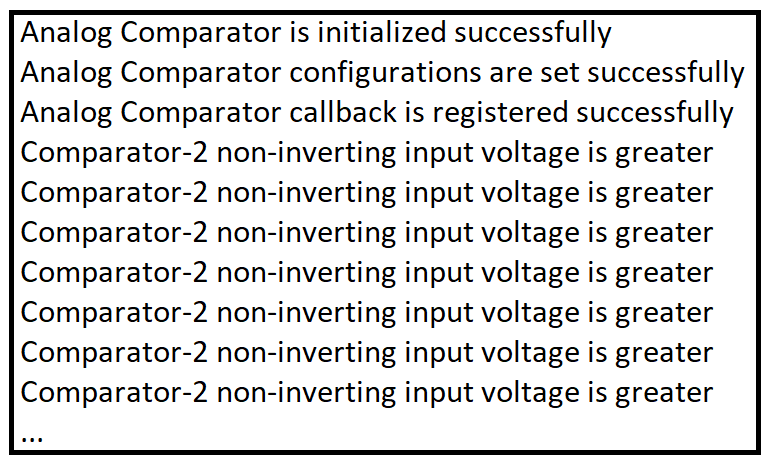 Analog Comparator is initialized successfully
Analog Comparator configurations are set successfully
Analog Comparator callback is registered successfully
Comparator-2 non-inverting input voltage is greater
Comparator-2 non-inverting input voltage is greater
Comparator-2 non-inverting input voltage is greater
Comparator-2 non-inverting input voltage is greater
Comparator-2 non-inverting input voltage is greater
Comparator-2 non-inverting input voltage is greater
Comparator-2 non-inverting input voltage is greater
...